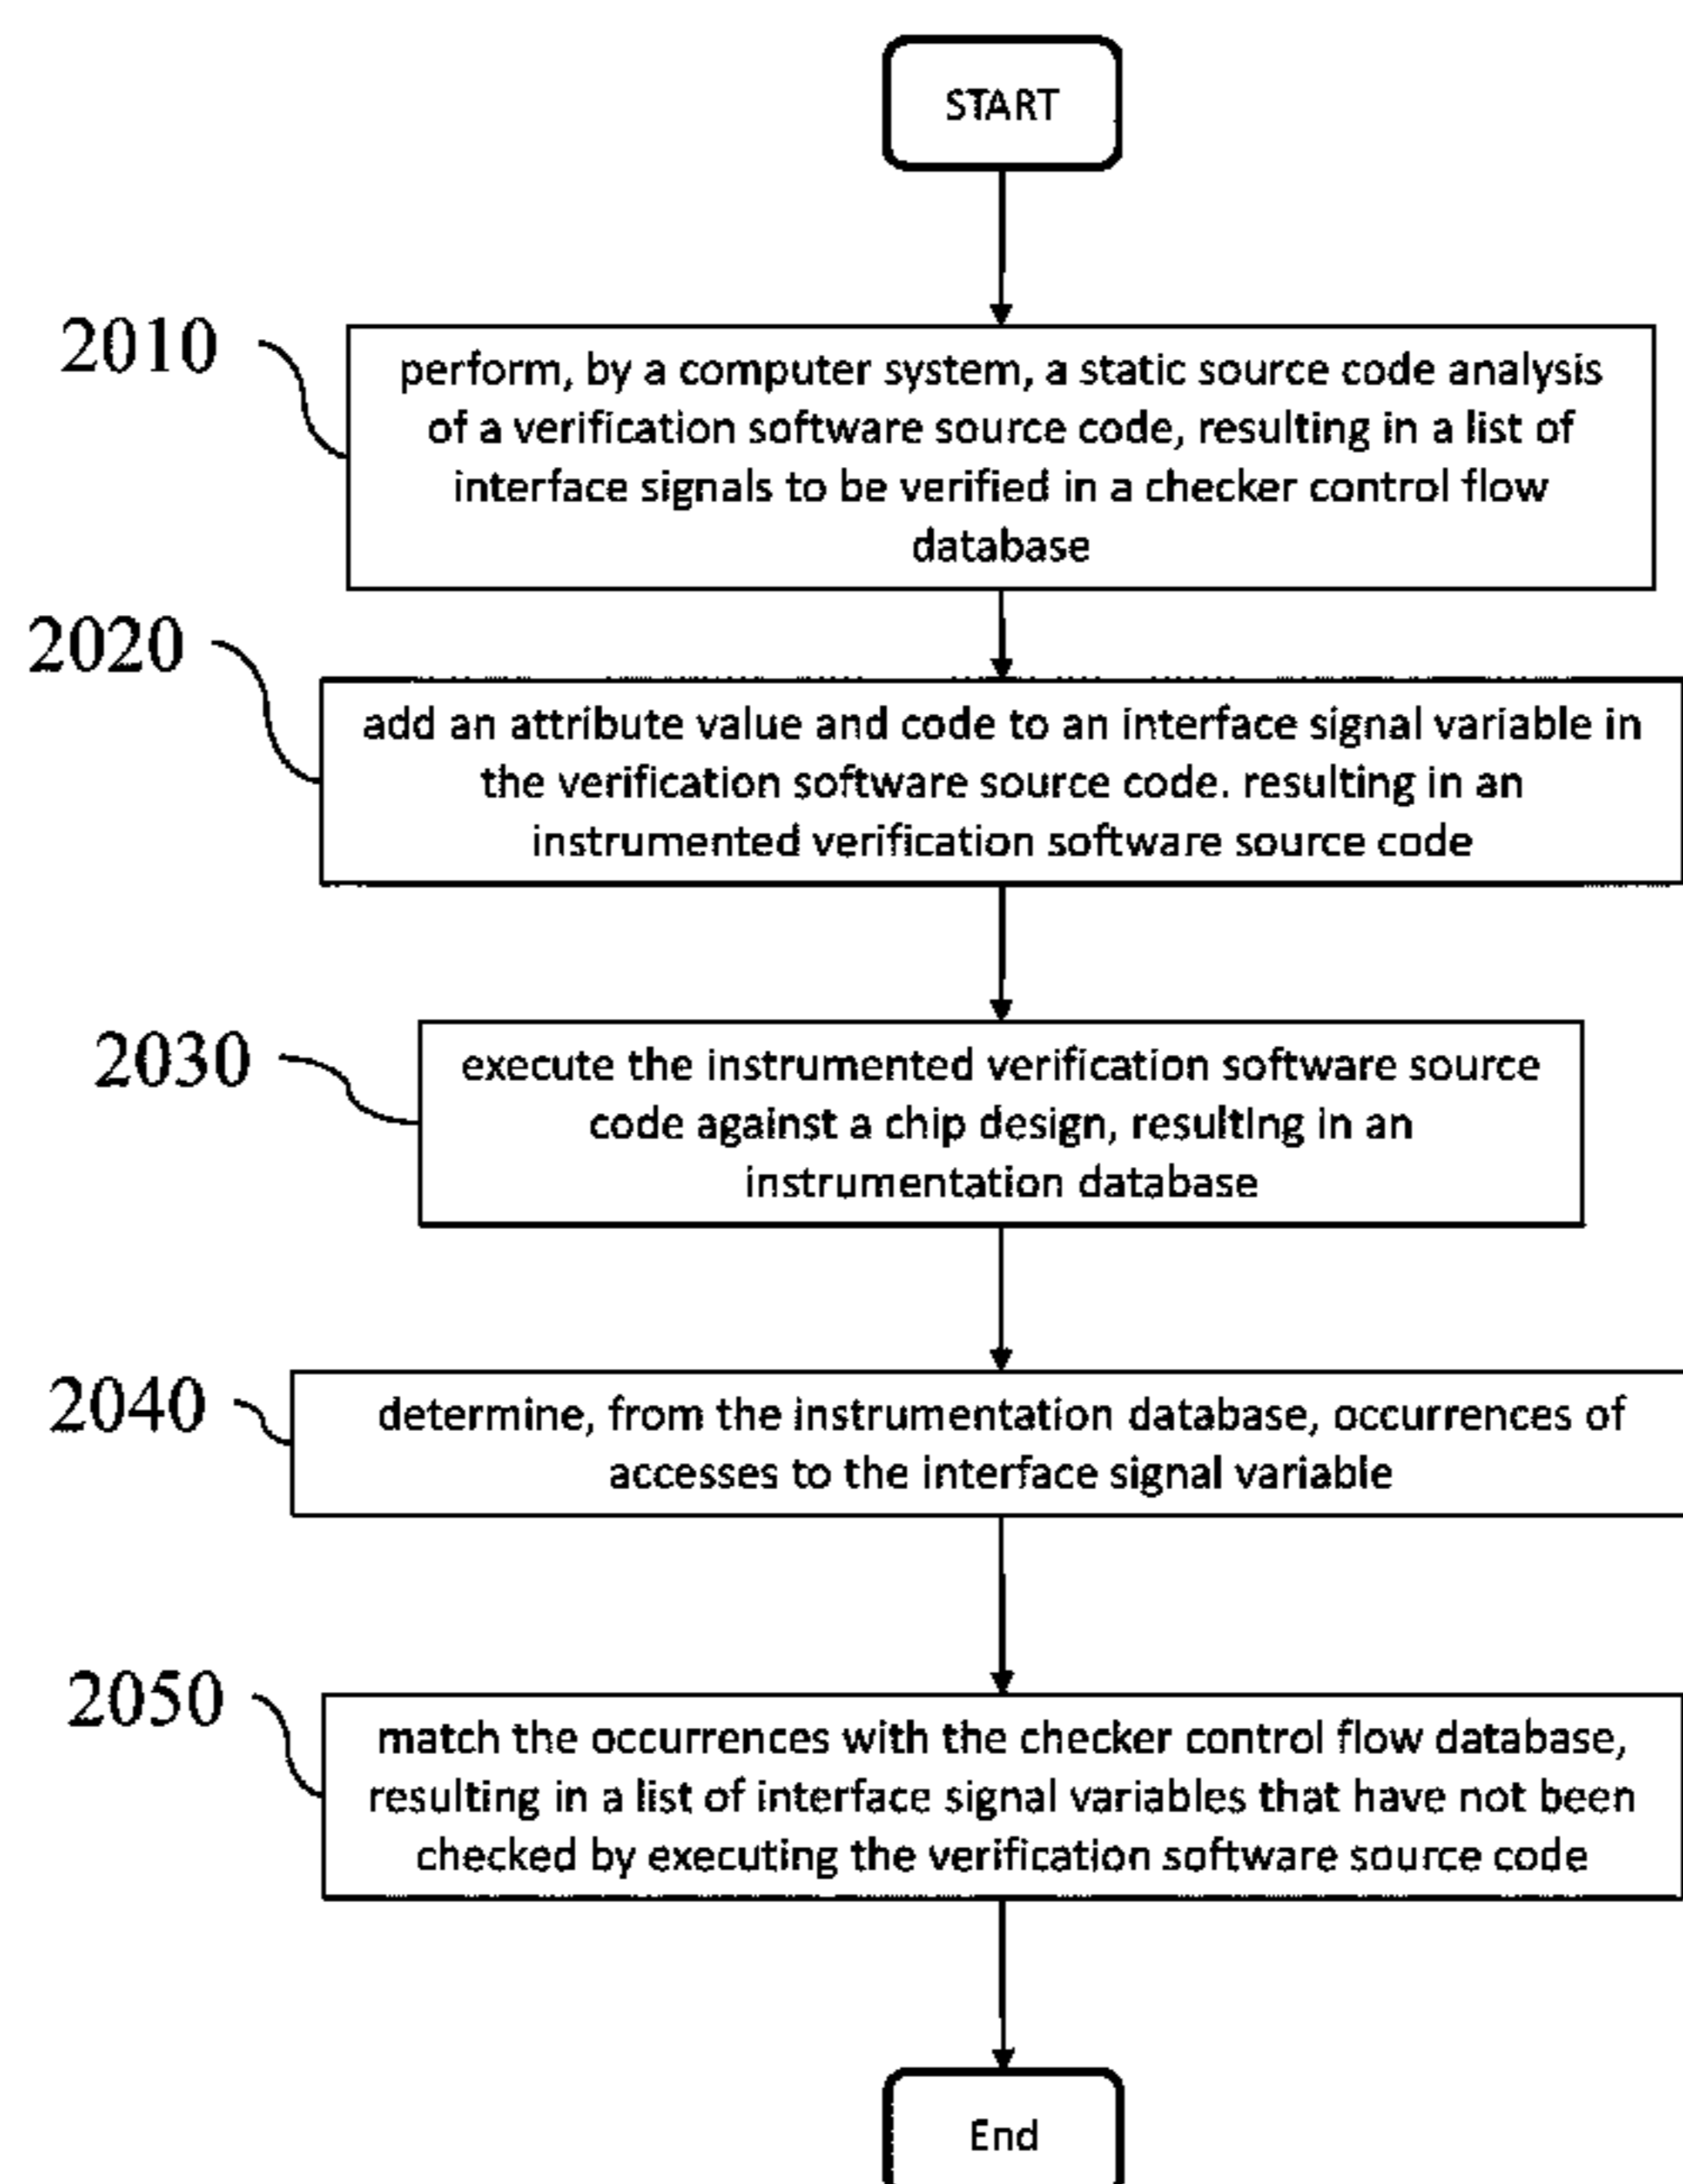 START
2010
perform, by a computer system, a static source code analysis
of a verification software source code, resulting in a list of
interface signals to be verified in a checker control flow
database
2020
add an attribute value and code to an interface signal variable in
the verification software source code. resulting in an
instrumented verification software source code
2030
execute the instrumented verification software source
code against a chip design, resulting in an
instrumentation database
2040
determine, from the instrumentation database, occurrences of
accesses to the interface signal variable
2050
match the occurrences with the checker control flow database,
resulting in a list of interface signal variables that have not been
checked by executing the verification software source code
End